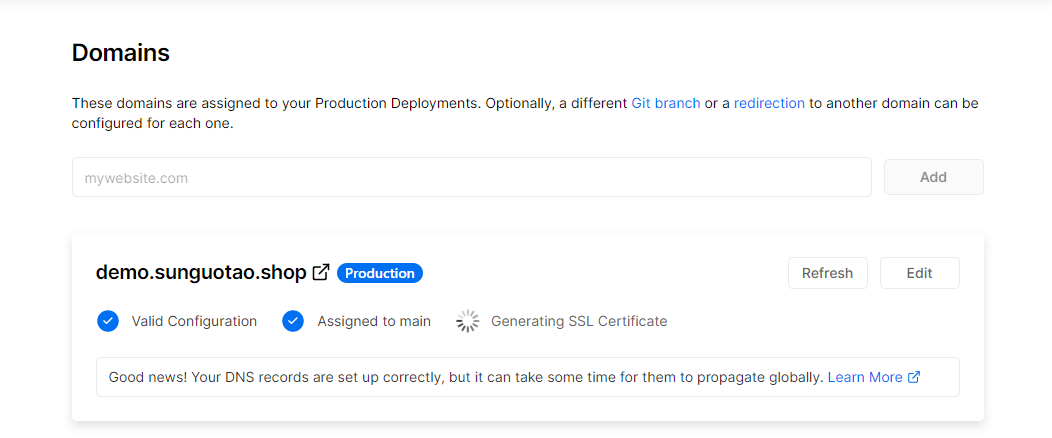 Domains
These domains are assigned to your Production Deployments. Optionally, a different Git branch or a redirection to another domain can be
configured for each one.
mywebsite.com
Add
demo.sunguotao.shop
Production
Refresh
Edit
Valid Configuration
Assigned to main
Generating SSL Certificate
Good news! Your DNS records are set up correctly, but it can take some time for them to propagate globally. Learn More